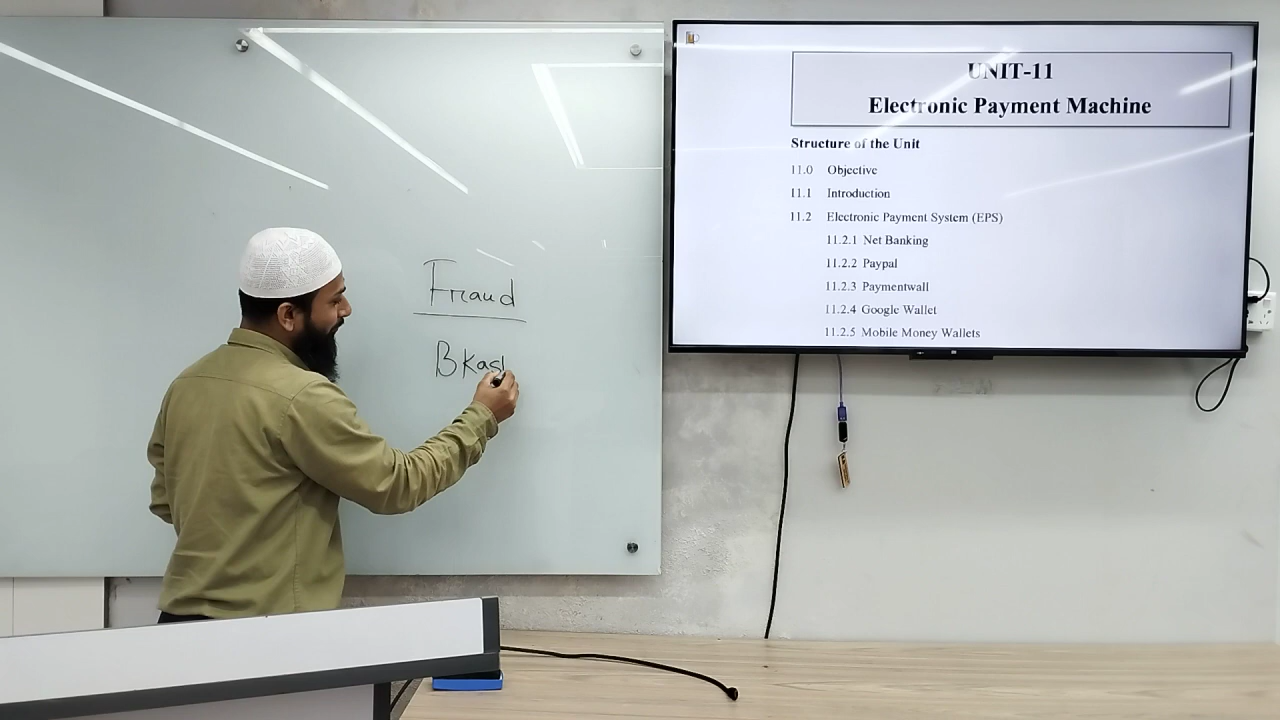 Fraud
BKash
UNIT-11
Electronic Payment Machine
Structure of the Unit
11.0 Objective
11.1 Introduction
11.2 Electronic Payment System (EPS)
11.2.1 Net Banking
11.2.2 Paypal
11.2.3 Paymentwall
11.2.4 Google Wallet
11.2.5 Mobile Money Wallets